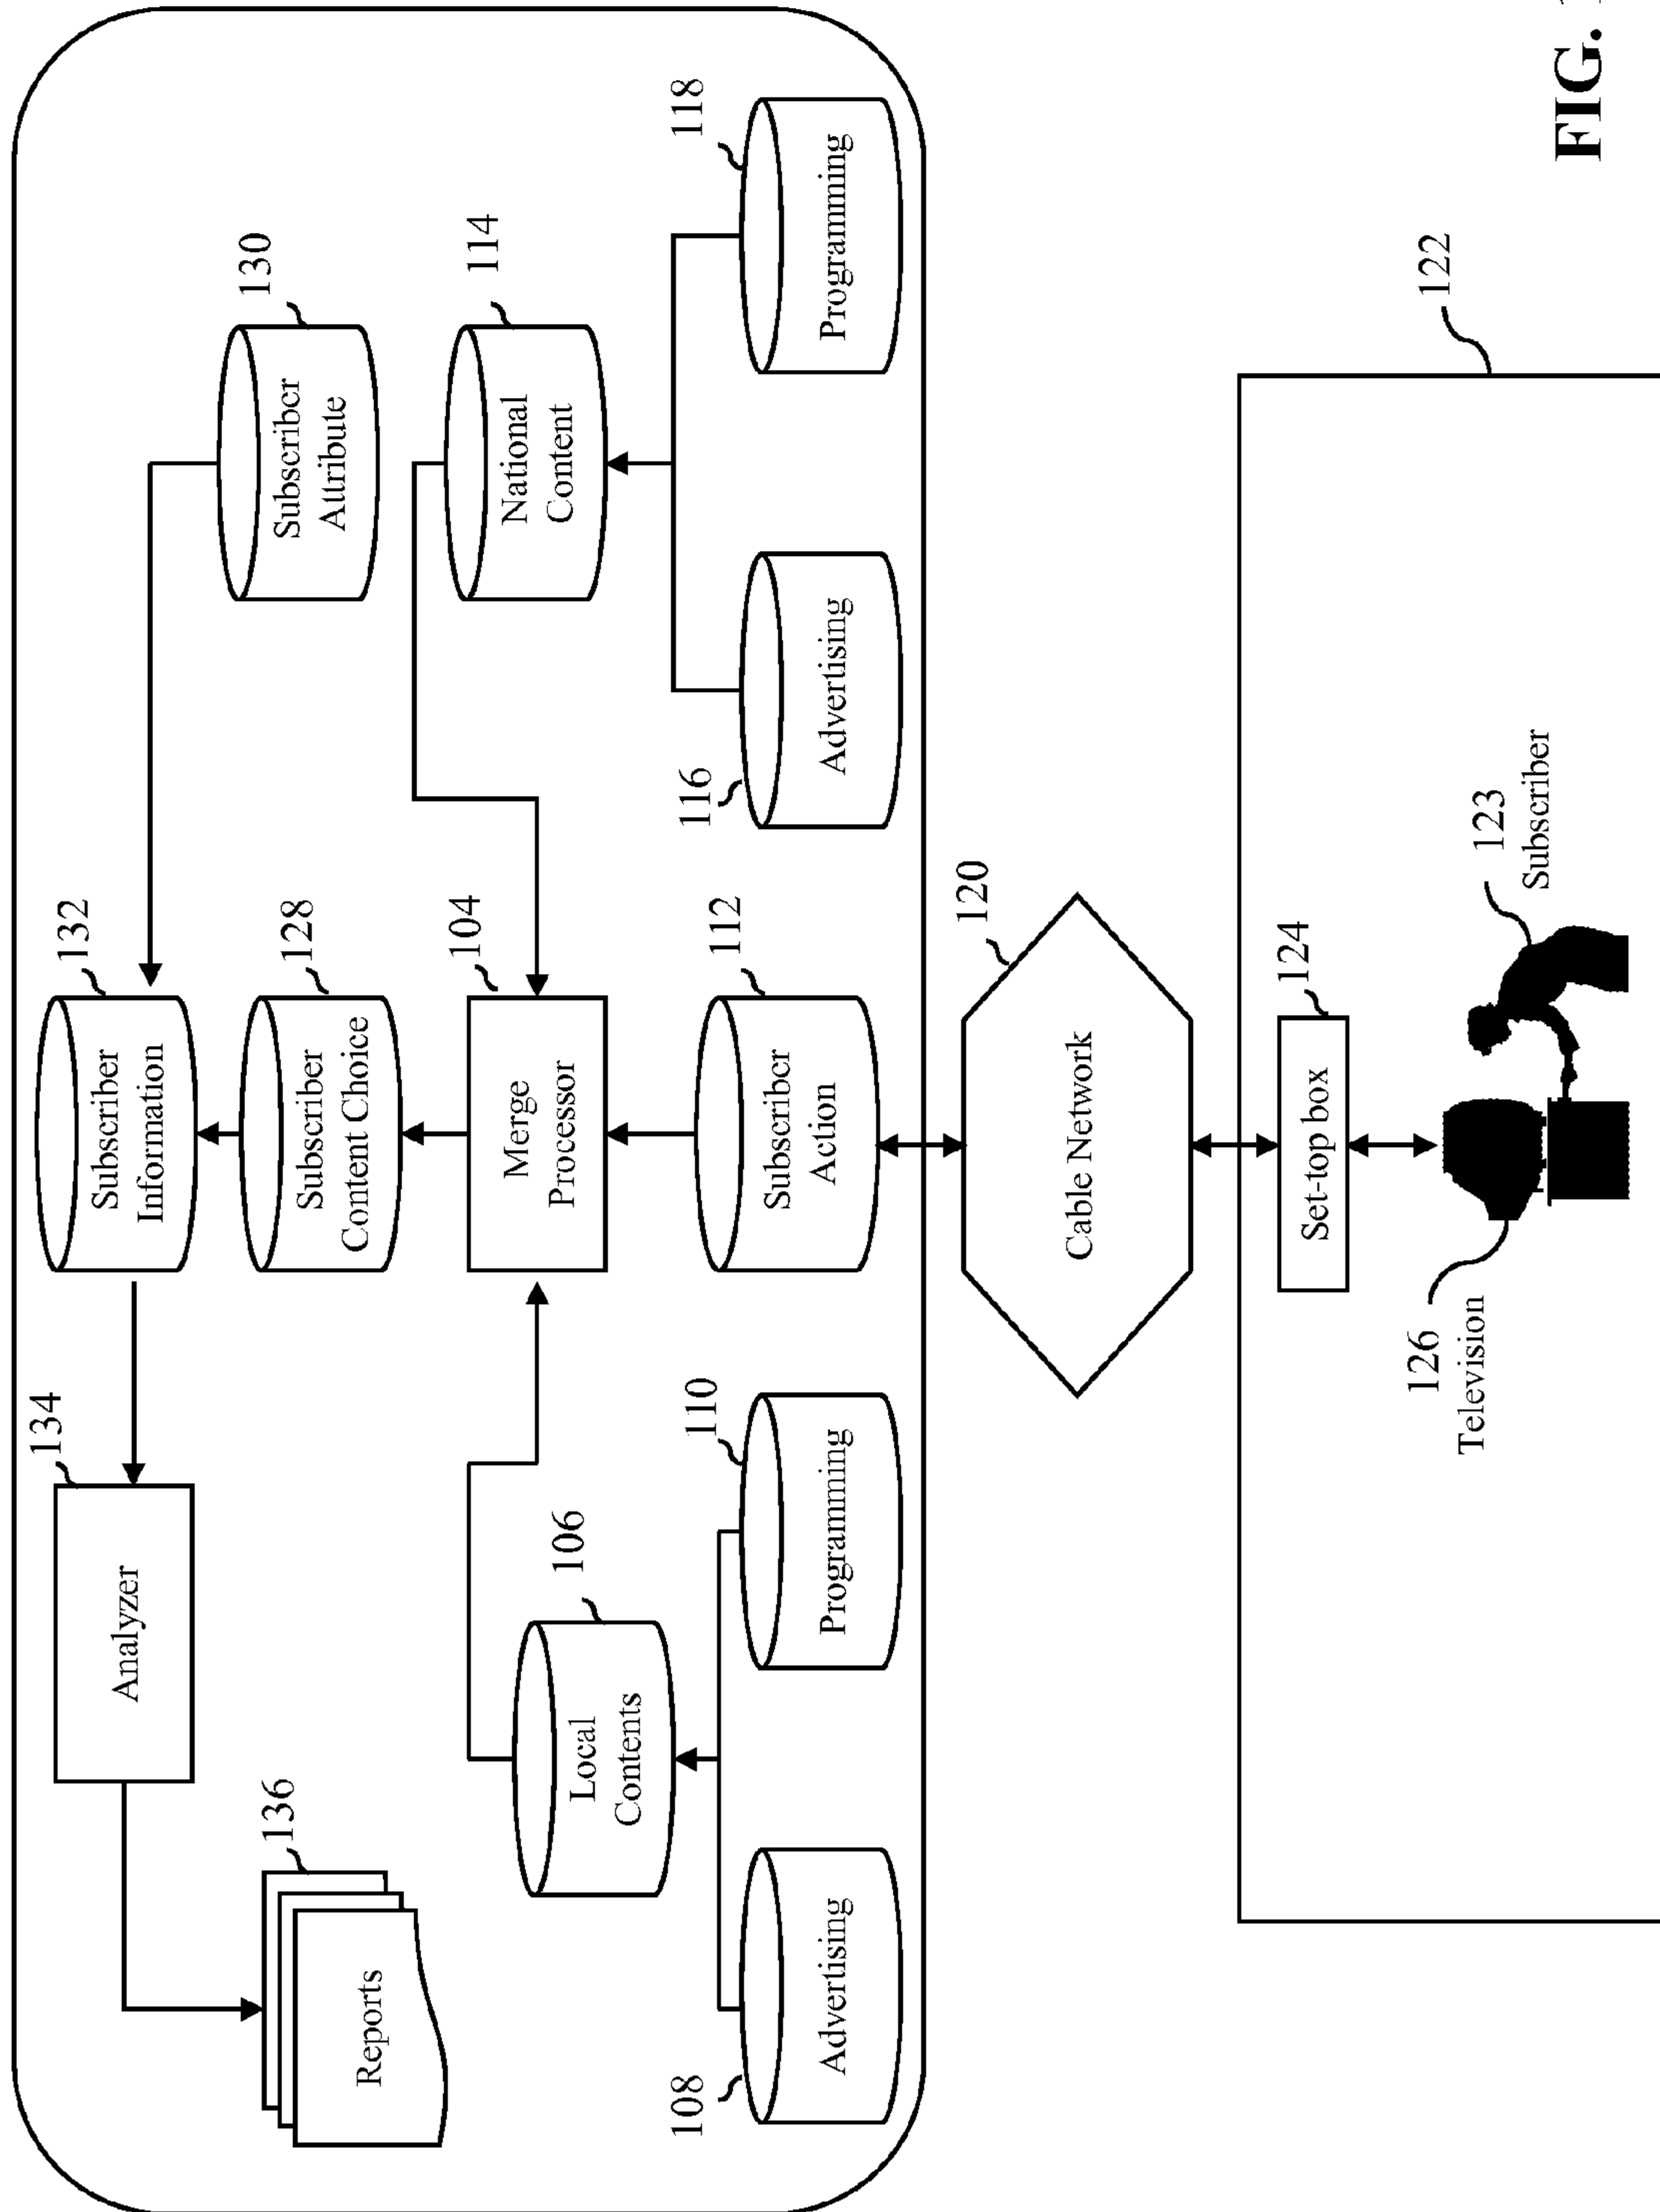 134
132
Analyzer
Subscriber
Information
136
128
130
Reports
Subscriber
Content Choice
Subscriber
Attribute
104
114
106
Merge
Processor
National
Content
Local
Contents
108
110
112
116
118
Advertising
Programming
Subscriber
Action
Advertising
Programming
120
Cable Network
124
122
Set-top box
126
Television
123
Subscriber
FIG.